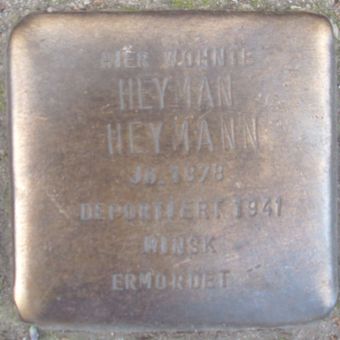 HIER WOHNTE
HEYMAN
HEYMANN
JG. 1878
DEPORTIERT 1941
MINSK
ERMORDET